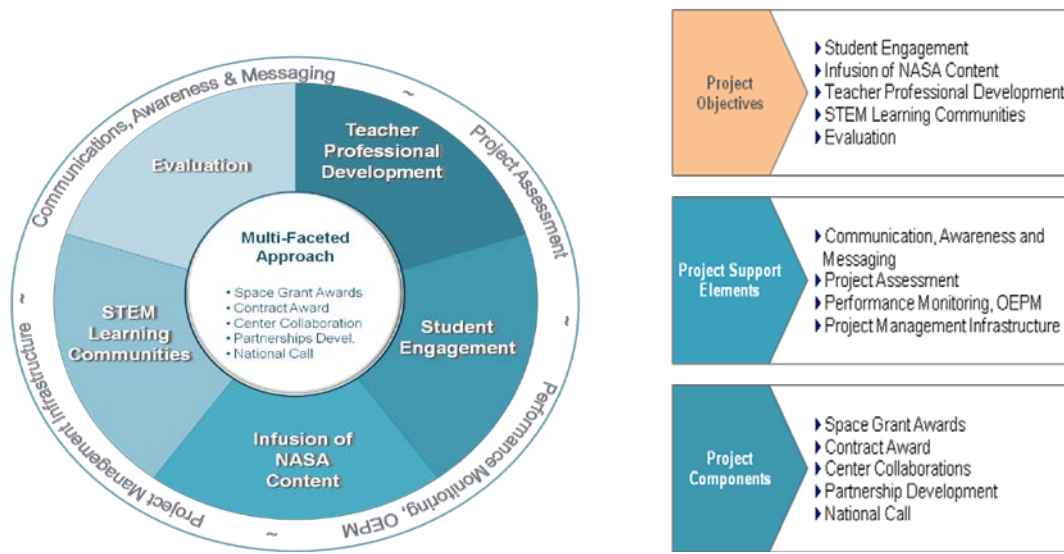 Communications, Awareness & Messaging
~
Project Assessment
~
Performance Monitoring, OEPM
~
Project Management Infrastructure
~
Evaluation
Teacher
Professional
Development
Student
Engagement
Infusion of
NASA
Content
STEM
Learning
Communities
Multi-Faceted
Approach
• Space Grant Awards
• Contract Award
• Center Collaboration
• Partnerships Devel.
• National Call
Project
Objectives
Student Engagement
Infusion of NASA Content
Teacher Professional Development
STEM Learning Communities
Evaluation
Project Support
Elements
Communication, Awareness and
Messaging
Project Assessment
Performance Monitoring, OEPM
Project Management Infrastructure
Project
Components
Space Grant Awards
Contract Award
Center Collaborations
Partnership Development
National Call